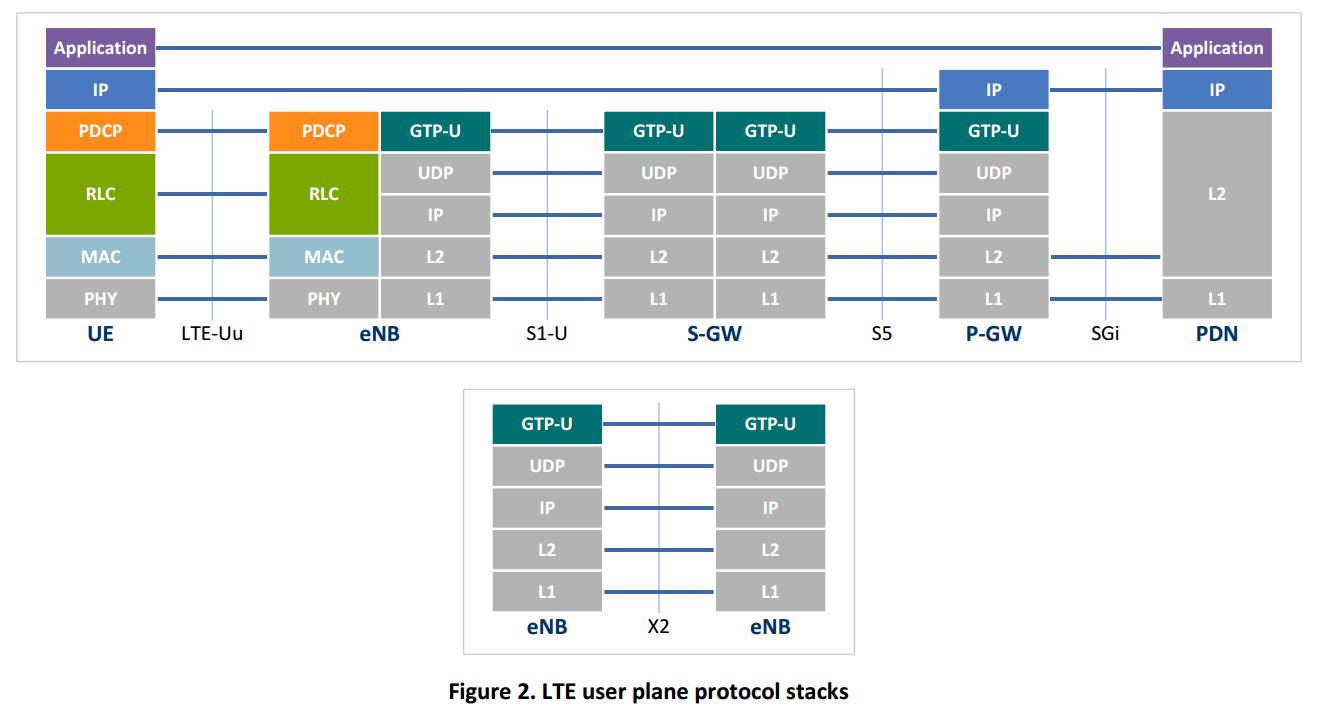 Application Application
IP IP IP
PDCP PDCP GTP-U GTP-U GTP-U GTP-U
UDP UDP UDP UDP
RLC RLC L2
IP IP IP IP
MAC MAC L2 L2 L2 L2
PHY PHY L1 L1 L1 L1 L1
UE LTE-Uu eNB S1-U S-GW S5 P-GW SGi PDN
GTP-U GTP-U
UDP UDP
IP IP
L2 L2
L1 L1
eNB X2 eNB
Figure 2. LTE user plane protocol stacks